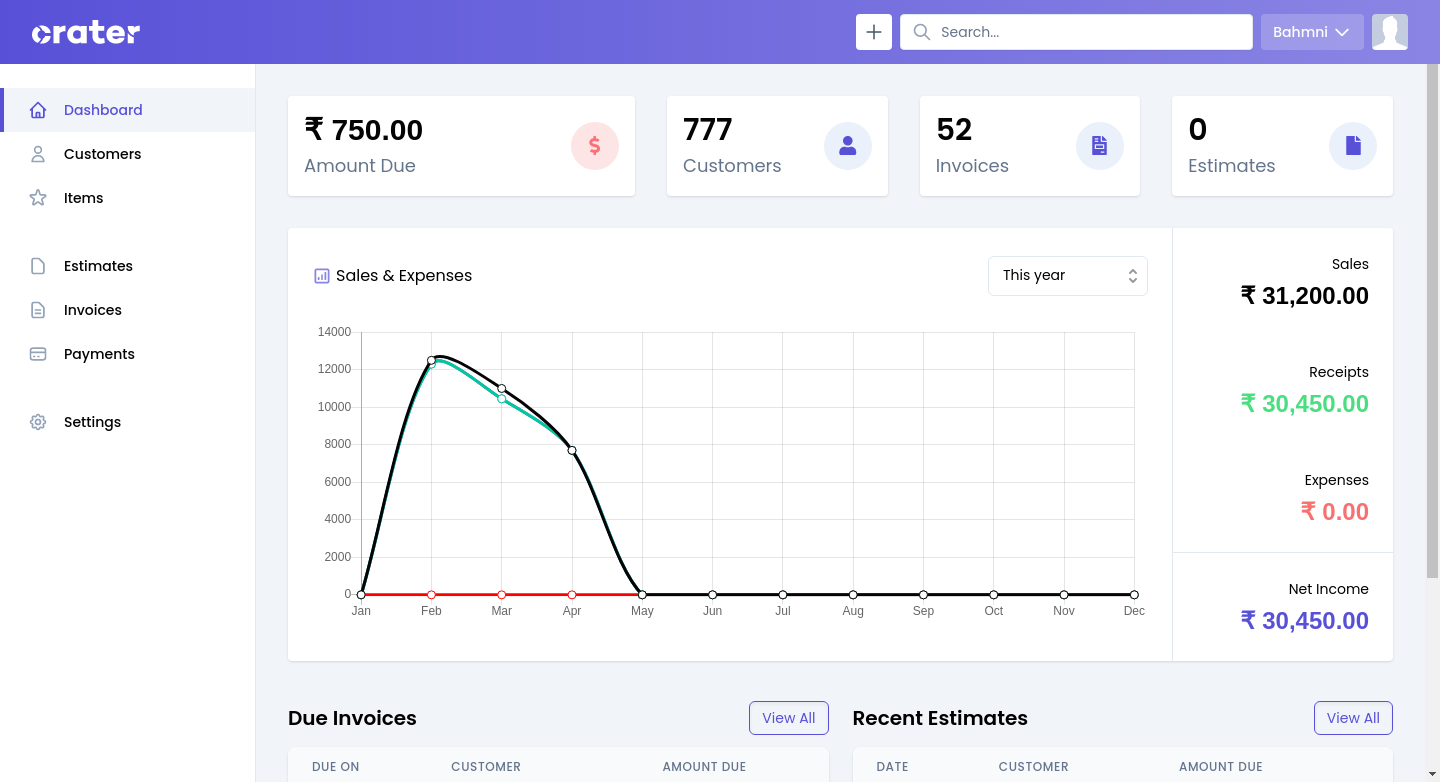 crater
Search...
Bahmni
Dashboard
Customers
Items
Estimates
Invoices
Payments
Settings
₹ 750.00
Amount Due
777
Customers
52
Invoices
0
Estimates
Sales & Expenses
This year
14000
12000
10000
8000
6000
4000
2000
0
Jan Feb Mar Apr May Jun Jul Aug Sep Oct Nov Dec
Sales
₹ 31,200.00
Receipts
₹ 30,450.00
Expenses
₹ 0.00
Net Income
₹ 30,450.00
Due Invoices
View All
DUE ON CUSTOMER AMOUNT DUE
Recent Estimates
View All
DATE CUSTOMER AMOUNT DUE